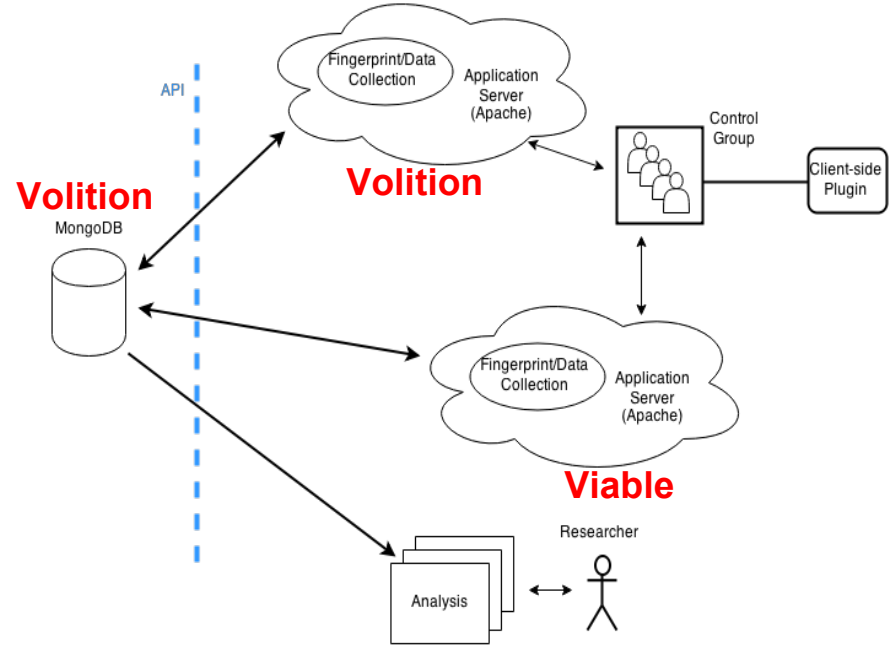 Fingerprint/Data
Collection
Application
Server
(Apache)
API
Control
Group
Client-side
Plugin
Volition
Volition
MongoDB
Fingerprint/Data
Collection
Application
Server
(Apache)
Viable
Researcher
Analysis